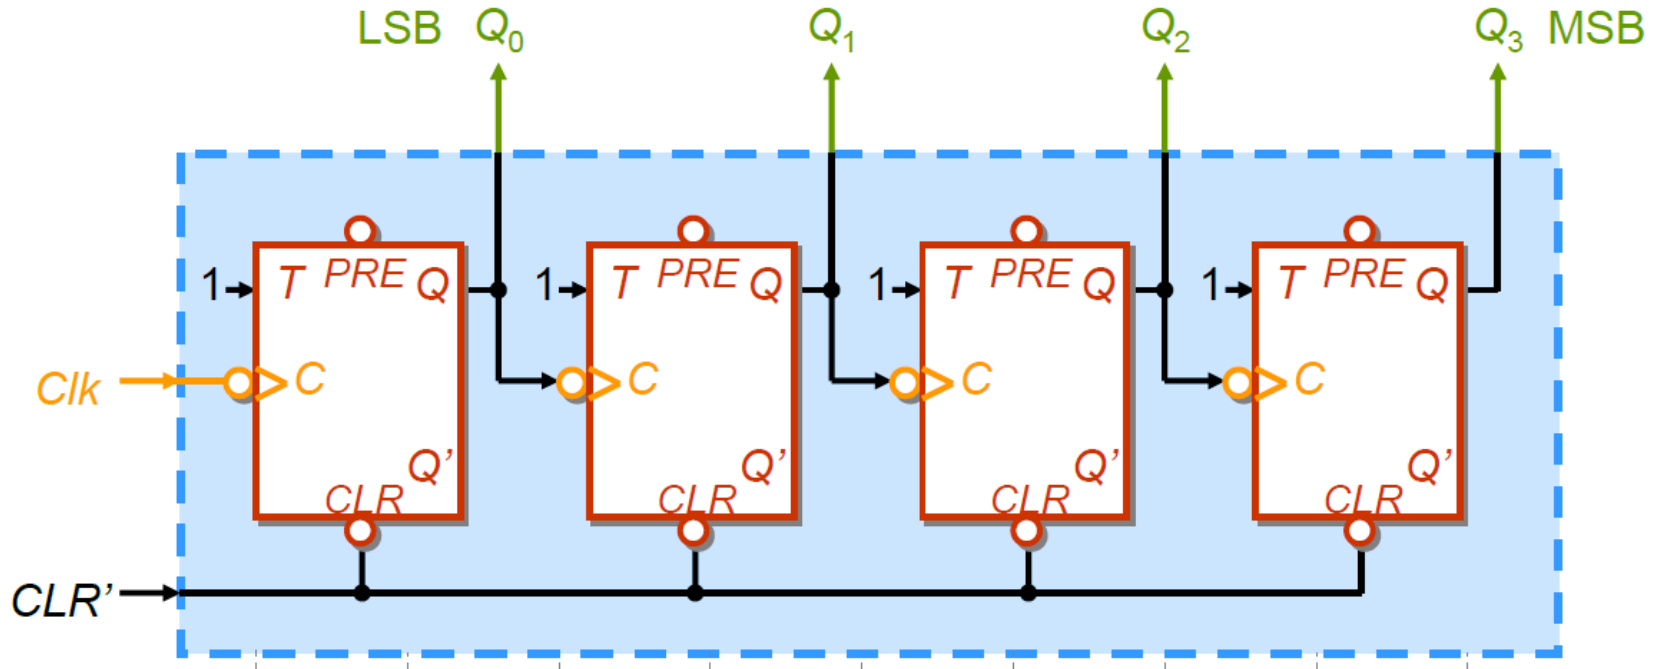 LSB Q0 Q1 Q2 Q3 MSB
1 T PRE Q 1 T PRE Q 1 T PRE Q 1 T PRE Q
Clk C C C C
Q’ Q’ Q’ Q’
CLR CLR CLR CLR
CLR’